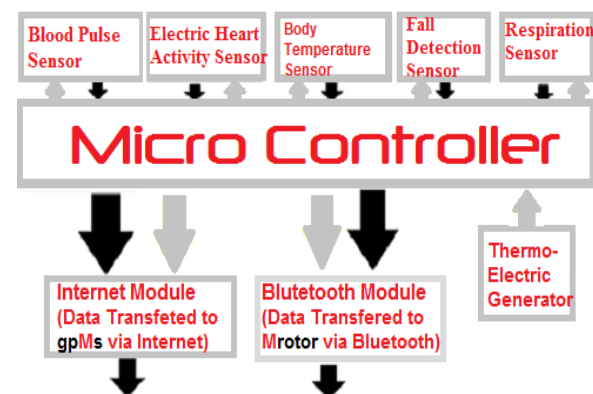 Blood Pulse
Sensor
Electric Heart
Activity Sensor
Body
Temperature
Sensor
Fall
Detection
Sensor
Respiration
Sensor
Micro Controller
Thermo-
Electric
Generator
Internet Module
(Data Transfeted to
gpMs via Internet)
Blutetooth Module
(Data Transfered to
Mrotor via Bluetooth)